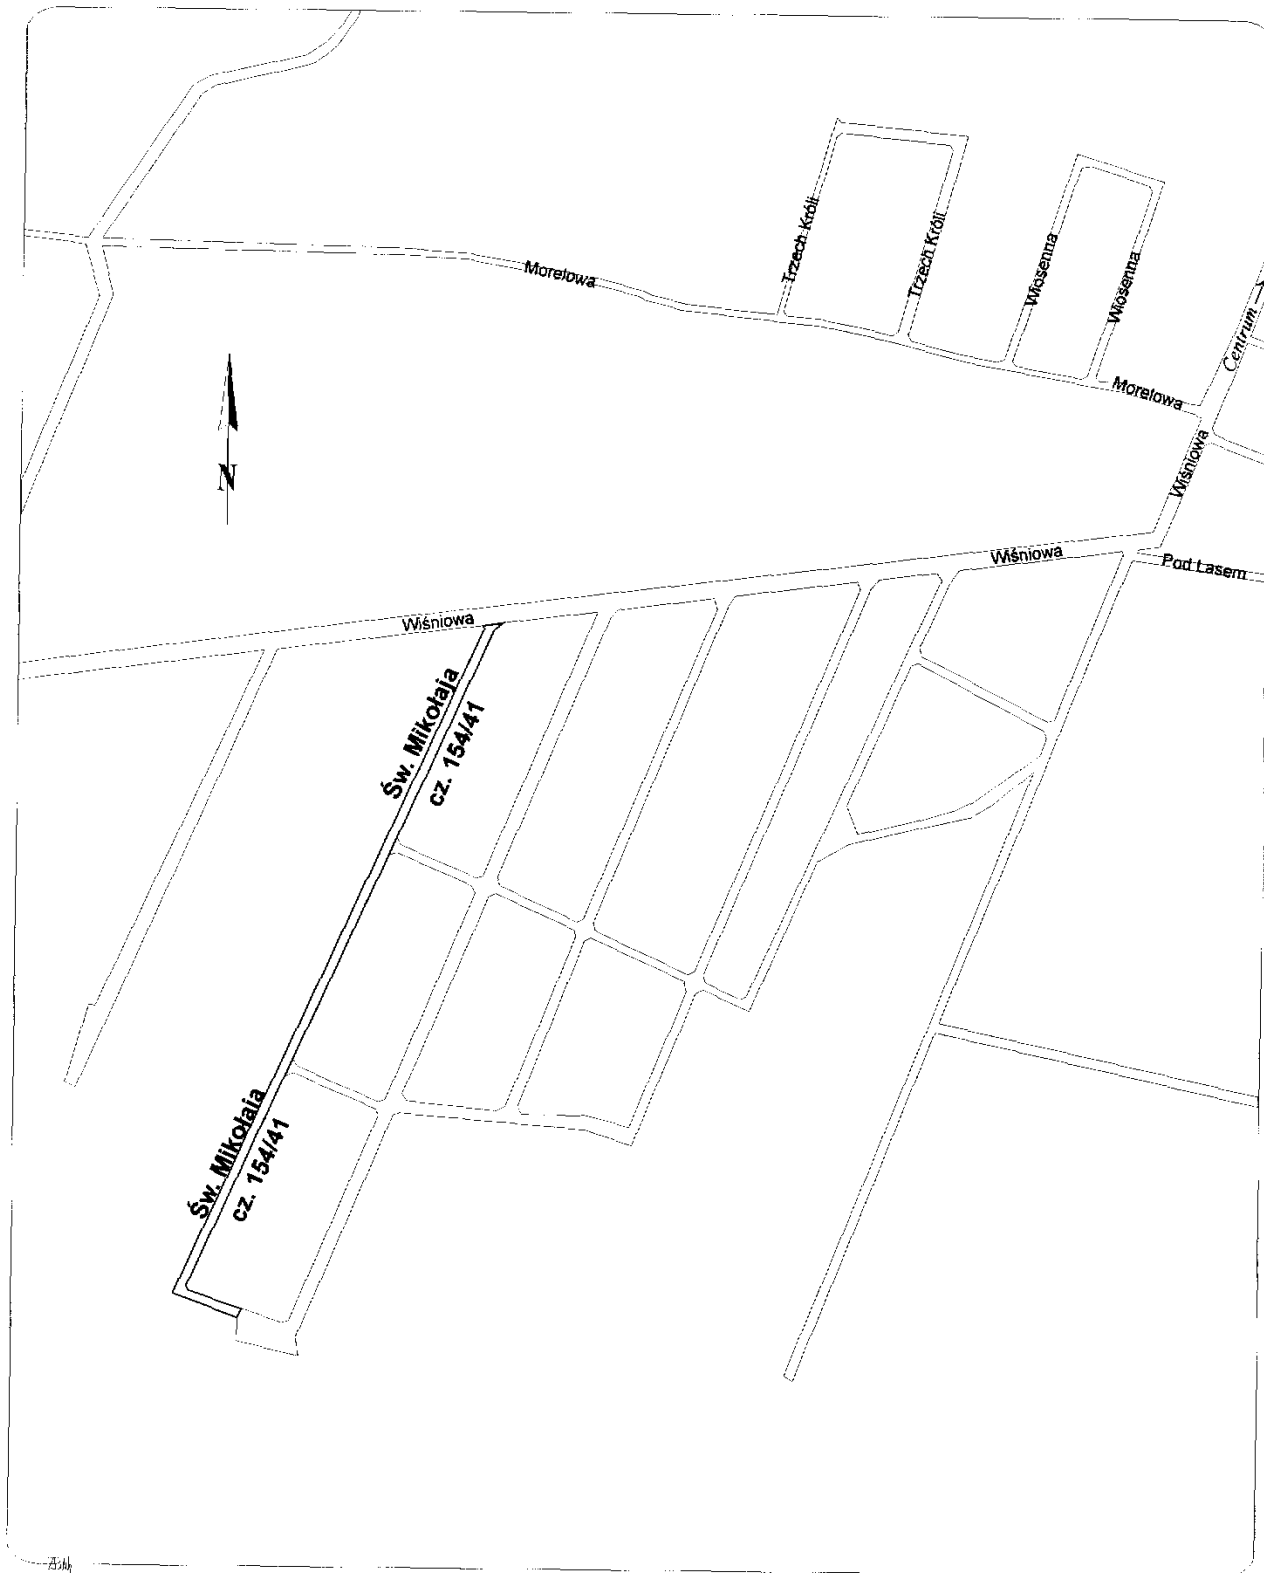 Trzech Króli
Trzech Króli
Wiosenna
Wiosenna
Morelowa
Centrum
Morelowa
N
Wiśniowa
Wiśniowa
Pod Lasem
Wiśniowa
Św. Mikołaja
cz. 154/41
Św. Mikołaja
cz. 154/41